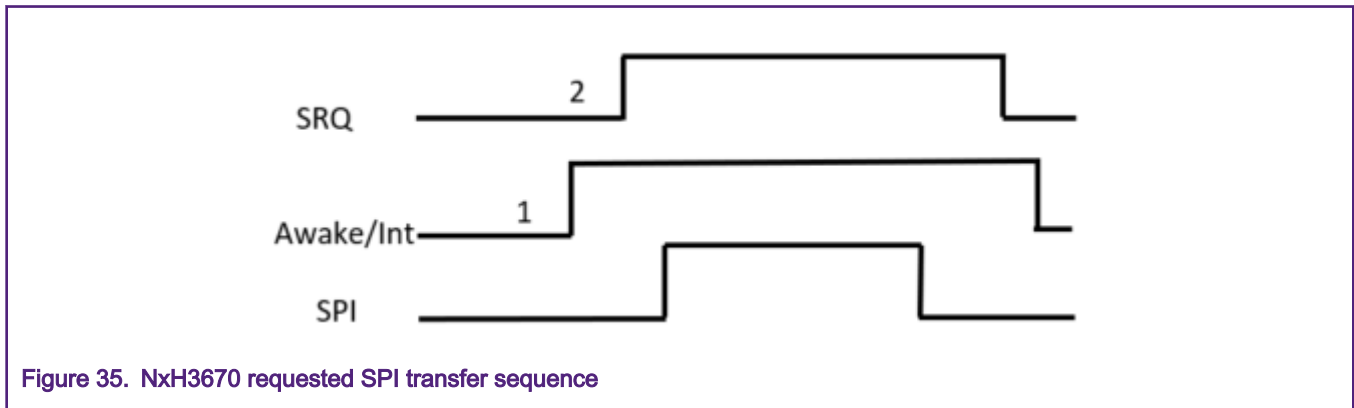 2
SRQ
1
Awake/Int
SPI
Figure 35. NxH3670 requested SPI transfer sequence